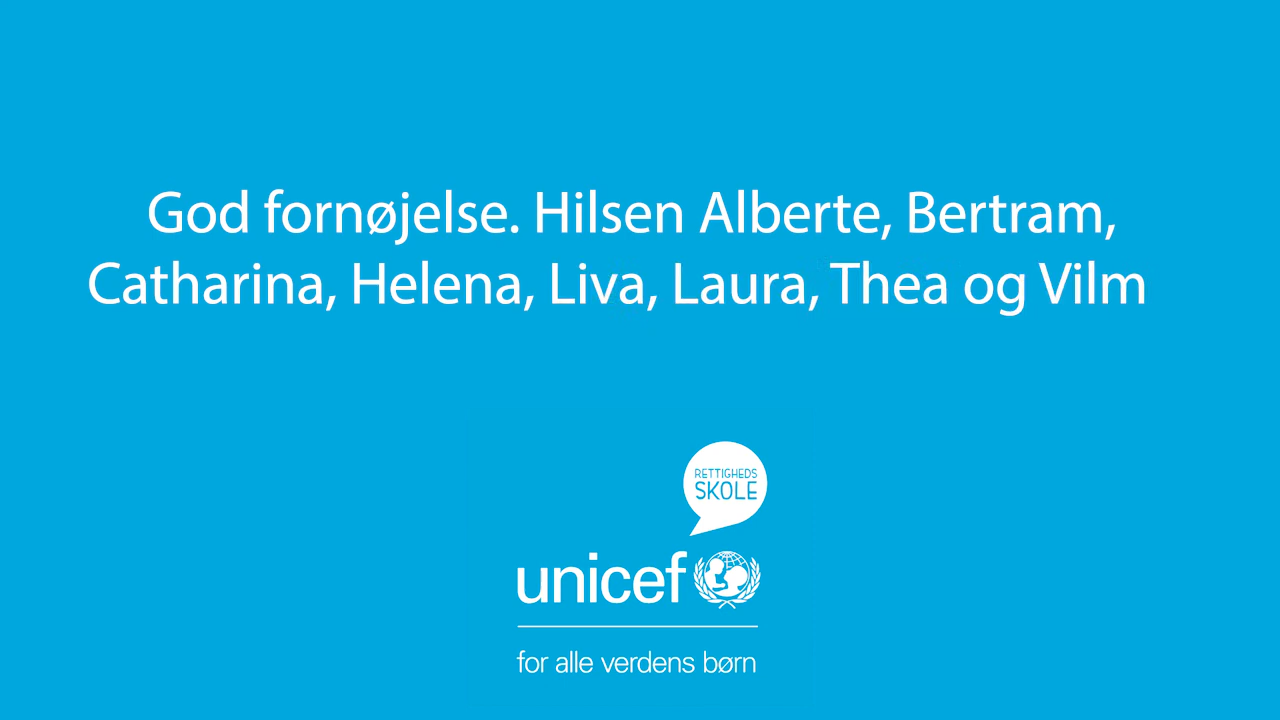 God fornøjelse. Hilsen Alberte, Bertram,
Catharina, Helena, Liva, Laura, Thea og Vilm
RETTIGHEDS
SKOLE
unicef
for alle verdens børn